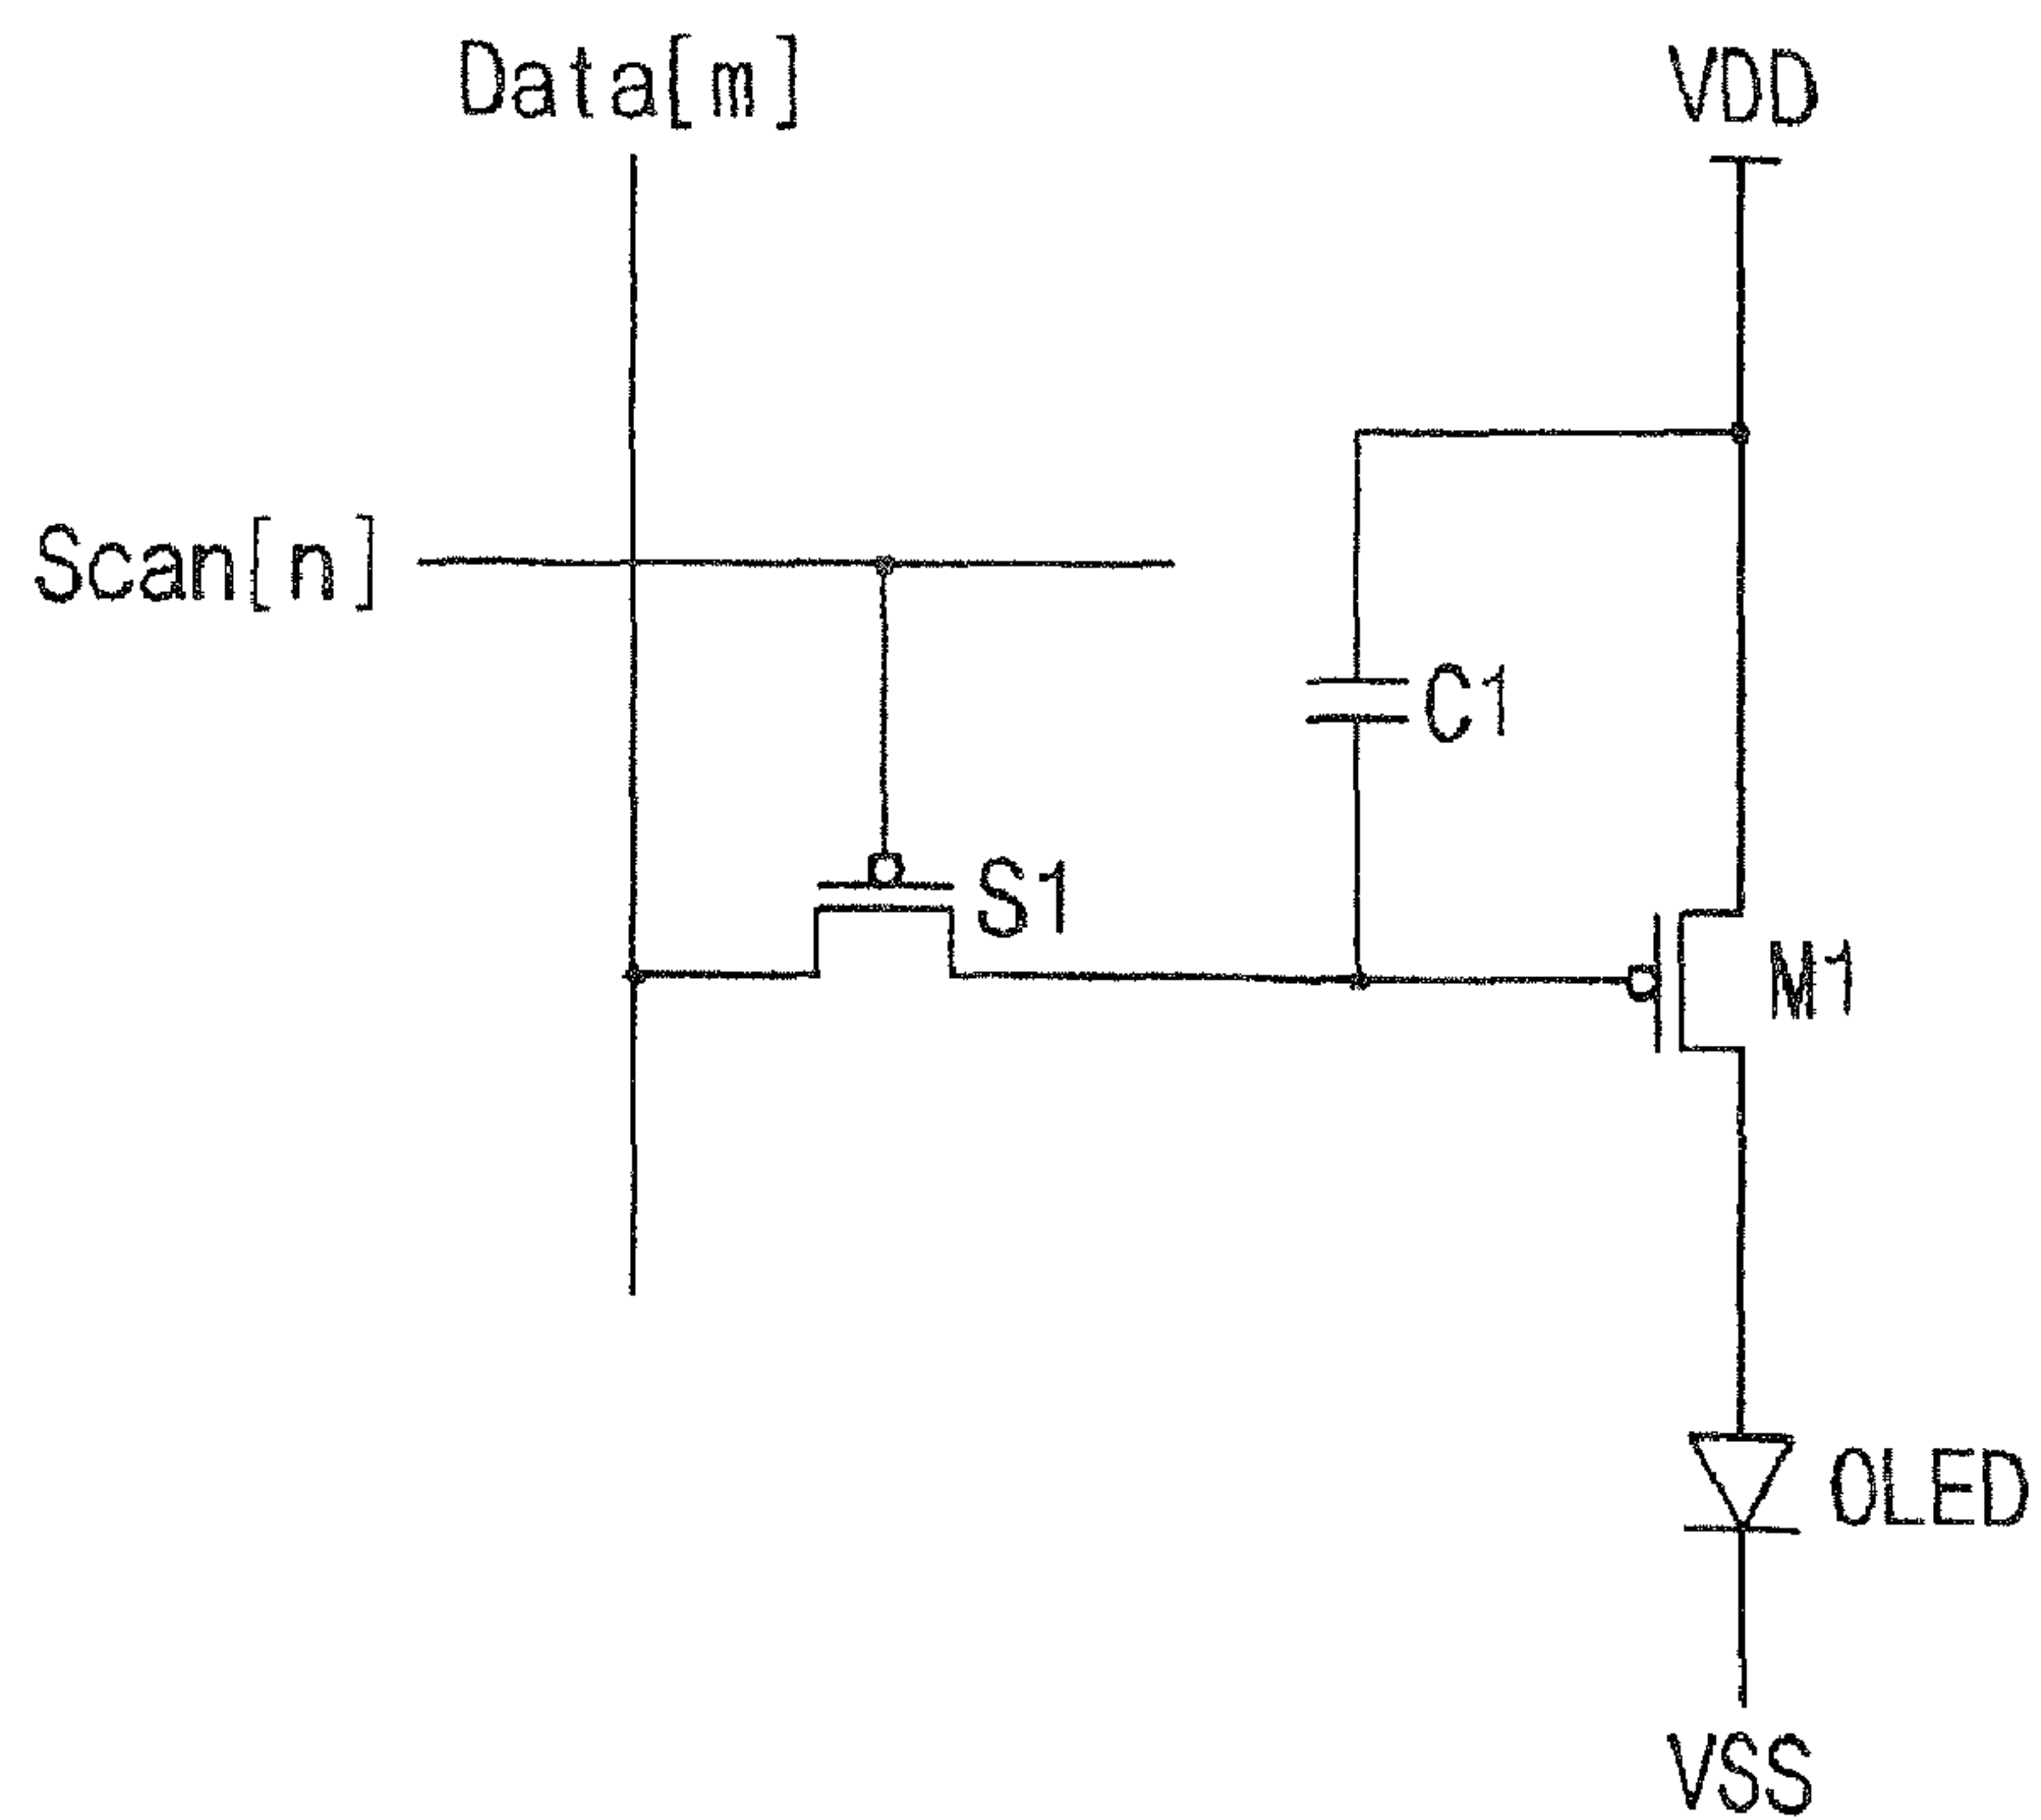 Data[m]
VDD
Scan[n]
C1
S1
M1
OLED
VSS